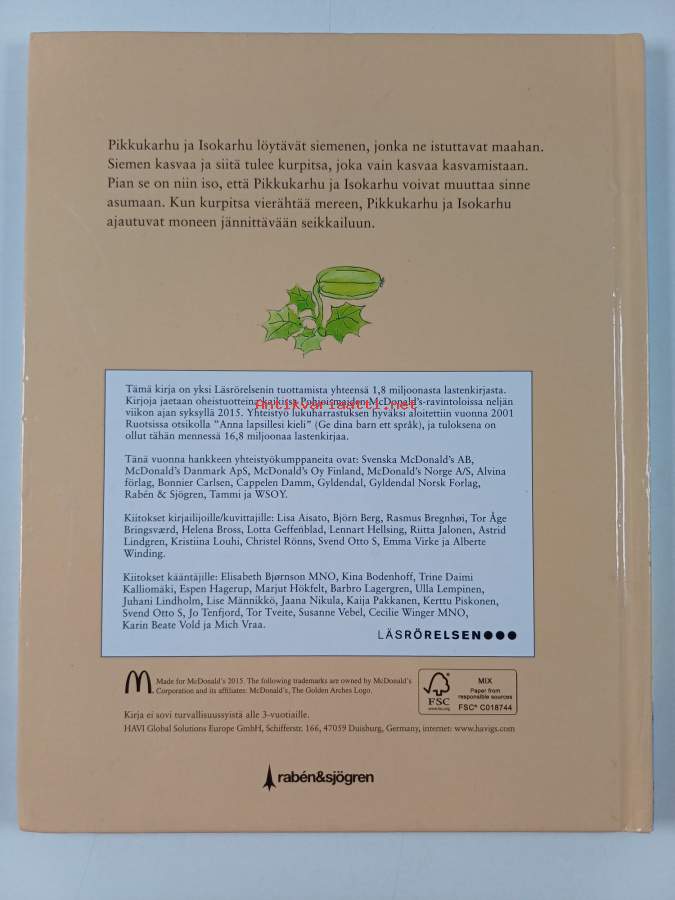 Pikkukarhu ja Isokarhu löytävät siemenen, jonka ne istuttavat maahan.
Siemen kasvaa ja siitä tulee kurpitsa, joka vain kasvaa kasvamistaan.
Pian se on niin iso, että Pikkukarhu ja Isokarhu voivat muuttaa sinne
asumaan. Kun kurpitsa vierähtää mereen, Pikkukarhu ja Isokarhu
ajautuvat moneen jännittävään seikkailuun.
Tämä kirja on yksi Läsrörelsenin tuottamista yhteensä 1,8 miljoonasta lastenkirjasta.
Kirjoja jaetaan oheistuotteina kaikissa Pohjoismaiden McDonald's-ravintoloissa neljän
Antikvariaatti.net
viikon ajan syksyllä 2015. Yhteistyö lukuharrastuksen hyväksi aloitettiin vuonna 2001
Ruotsissa otsikolla "Anna lapsillesi kieli" (Ge dina barn ett språk), ja tuloksena on
ollut tähän mennessä 16,8 miljoonaa lastenkirjaa.
Tänä vuonna hankkeen yhteistyökumppaneita ovat: Svenska McDonald's AB,
McDonald's Danmark ApS, McDonald's Oy Finland, McDonald's Norge A/S, Alvina
förlag, Bonnier Carlsen, Cappelen Damm, Gyldendal, Gyldendal Norsk Forlag,
Rabén & Sjögren, Tammi ja WSOY.
Kiitokset kirjailijoille/kuvittajille: Lisa Aisato, Björn Berg, Rasmus Bregnhøi, Tor Åge
Bringsværd, Helena Bross, Lotta Geffenblad, Lennart Hellsing, Riitta Jalonen, Astrid
Lindgren, Kristiina Louhi, Christel Rönns, Svend Otto S, Emma Virke ja Alberte
Winding.
Kiitokset kääntäjille: Elisabeth Bjørnson MNO, Kina Bodenhoff, Trine Daimi
Kalliomäki, Espen Hagerup, Marjut Hökfelt, Barbro Lagergren, Ulla Lempinen,
Juhani Lindholm, Lise Männikkö, Jaana Nikula, Kaija Pakkanen, Kerttu Piskonen,
Svend Otto S, Jo Tenfjord, Tor Tveite, Susanne Vebel, Cecilie Winger MNO,
Karin Beate Vold ja Mich Vraa.
LÄSRÖRELSEN
Made for McDonald's 2015. The following trademarks are owned by McDonald's
Corporation and its affiliates: McDonald's, The Golden Arches Logo.
FSC
www.fsc.org
MIX
Paper from
responsible sources
FSC® C018744
Kirja ei sovi turvallisuussyistä alle 3-vuotiaille.
HAVI Global Solutions Europe GmbH, Schifferstr. 166, 47059 Duisburg, Germany, internet: www.havigs.com
rabén&sjögren